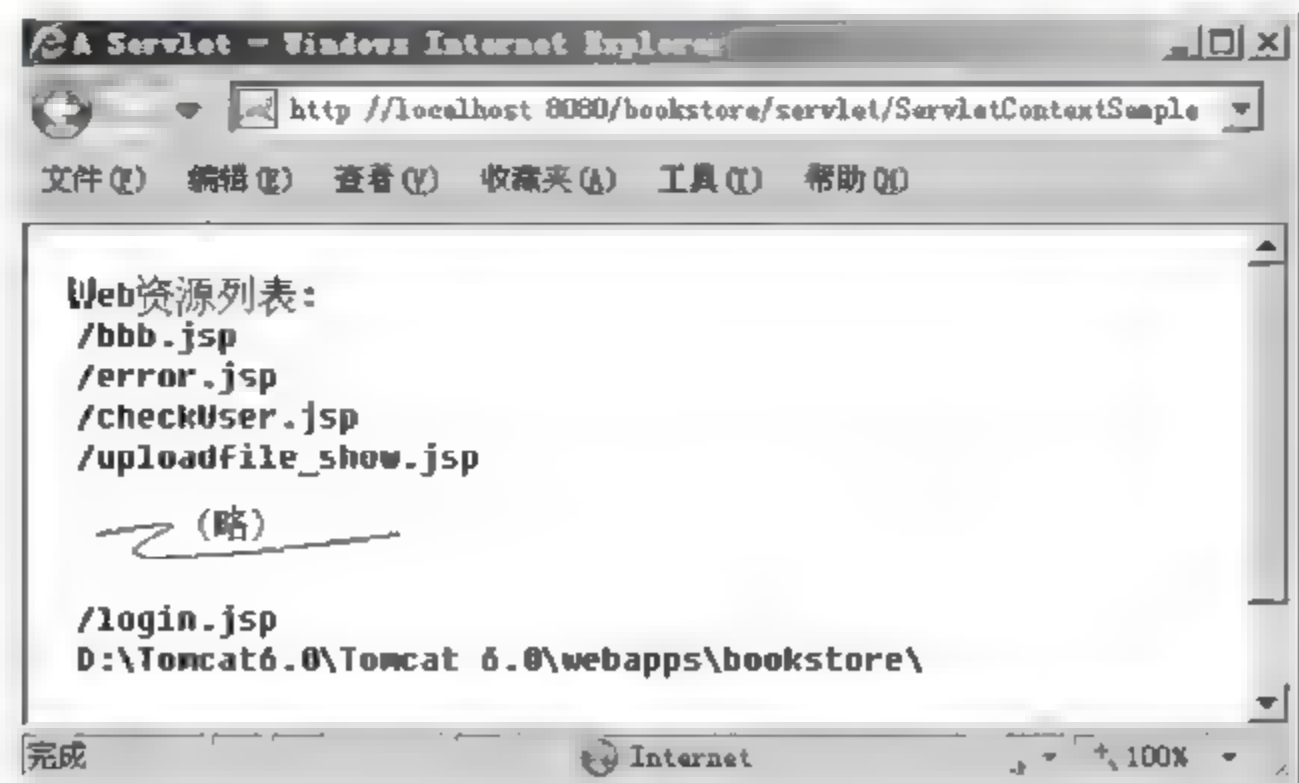 A Servlet - Windows Internet Explorer
http //localhost 8080/bookstore/servlet/ServletContextSample
文件(F) 编辑(E) 查看(V) 收藏夹(A) 工具(T) 帮助(H)
Web资源列表:
/bbb.jsp
/error.jsp
/checkUser.jsp
/uploadfile_show.jsp
(略)
/login.jsp
D:\Tomcat6.0\Tomcat 6.0\webapps\bookstore\
完成 Internet 100%